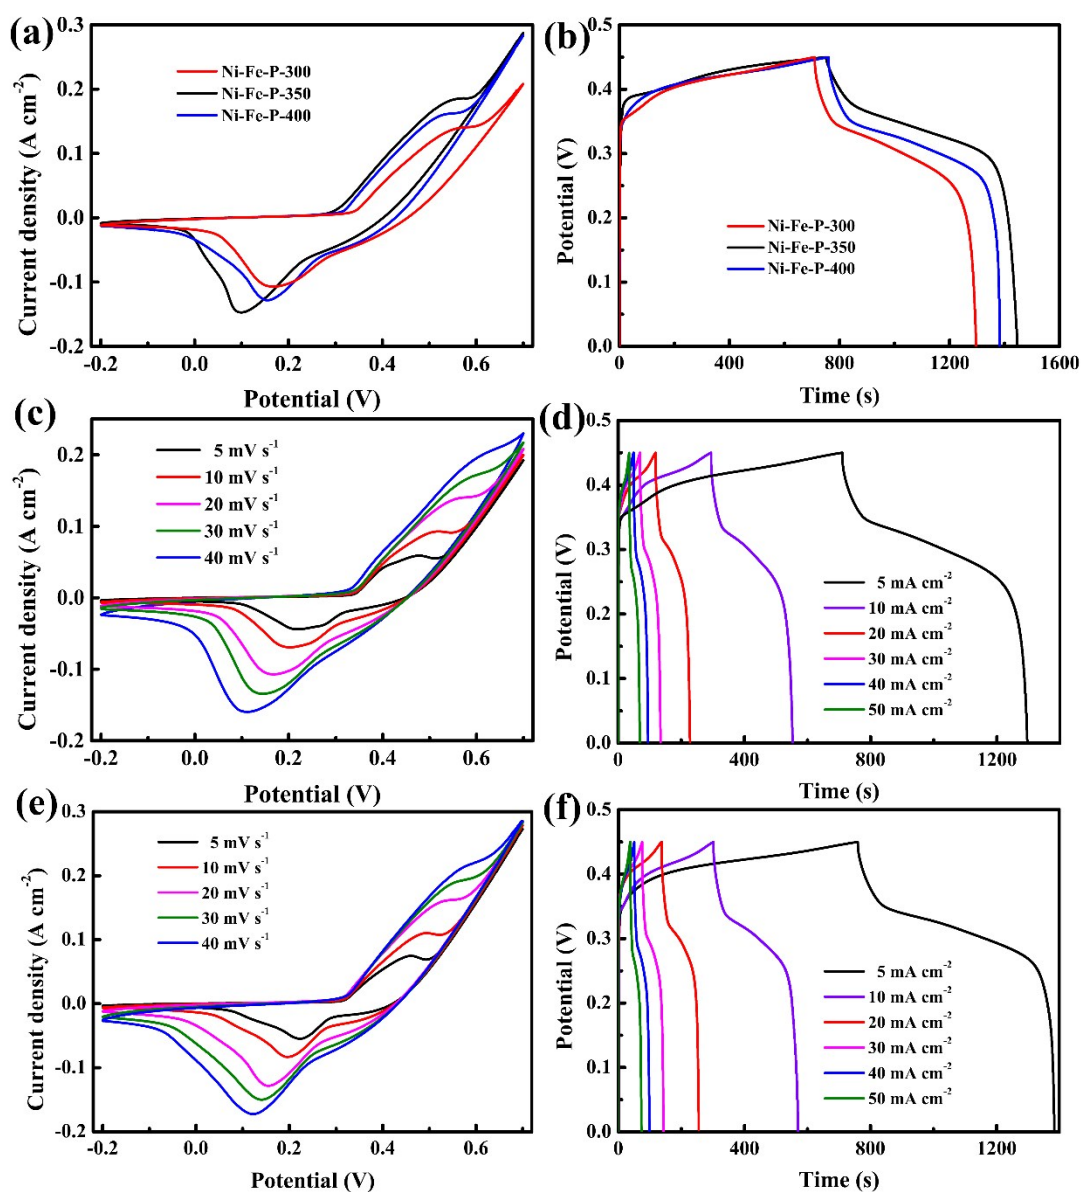 (a)
0.3
0.2
0.1
0.0
-0.1
-0.2
Current density (A cm-2)
Ni-Fe-P-300
Ni-Fe-P-350
Ni-Fe-P-400
-0.2 0.0 0.2 0.4 0.6
Potential (V)
(b)
0.5
0.4
0.3
0.2
0.1
0.0
Potential (V)
Ni-Fe-P-300
Ni-Fe-P-350
Ni-Fe-P-400
0 400 800 1200 1600
Time (s)
(c)
0.2
0.1
0.0
-0.1
-0.2
Current density (A cm-2)
5 mV s-1
10 mV s-1
20 mV s-1
30 mV s-1
40 mV s-1
-0.2 0.0 0.2 0.4 0.6
Potential (V)
(d)
0.5
0.4
0.3
0.2
0.1
0.0
Potential (V)
5 mA cm-2
10 mA cm-2
20 mA cm-2
30 mA cm-2
40 mA cm-2
50 mA cm-2
0 400 800 1200
Time (s)
(e)
0.3
0.2
0.1
0.0
-0.1
-0.2
Current density (A cm-2)
5 mV s-1
10 mV s-1
20 mV s-1
30 mV s-1
40 mV s-1
-0.2 0.0 0.2 0.4 0.6
Potential (V)
(f)
0.5
0.4
0.3
0.2
0.1
0.0
Potential (V)
5 mA cm-2
10 mA cm-2
20 mA cm-2
30 mA cm-2
40 mA cm-2
50 mA cm-2
0 400 800 1200
Time (s)